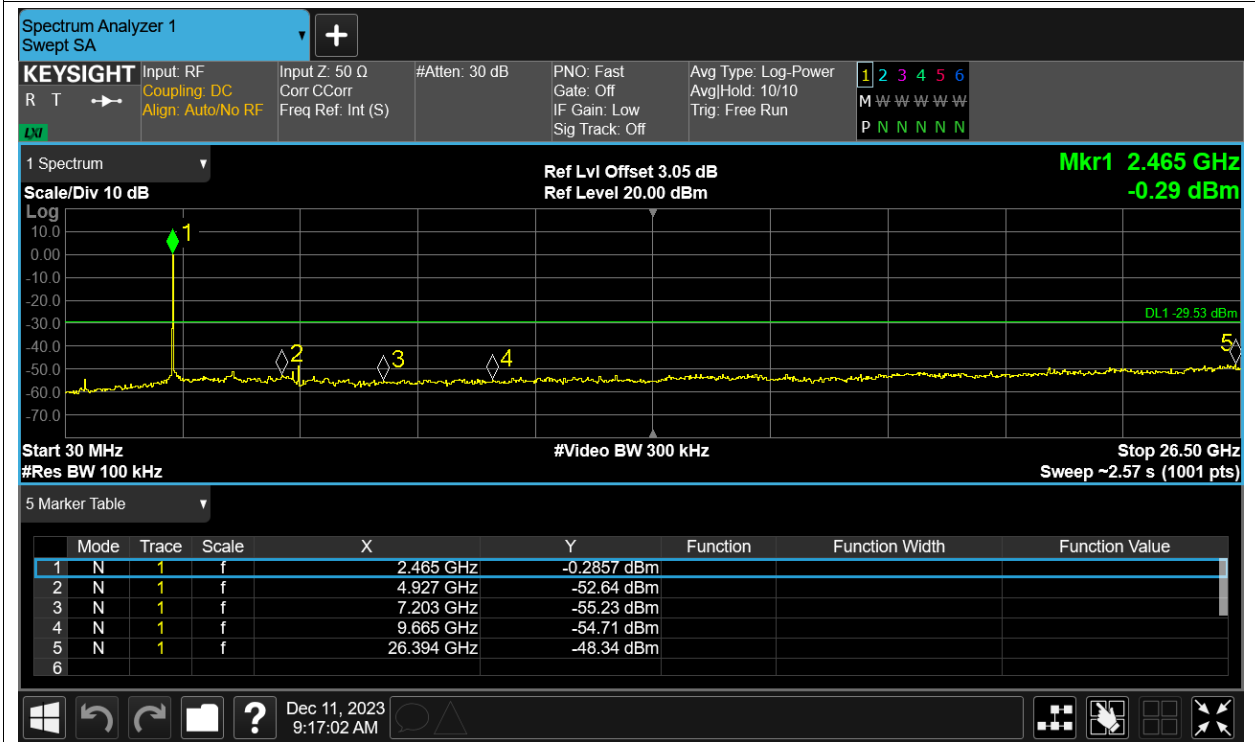 Spectrum Analyzer 1
Swept SA
KEYSIGHT
R T
LXI
Input: RF
Coupling: DC
Align: Auto/No RF
Input Z: 50 Ω
Corr CCorr
Freq Ref: Int (S)
#Atten: 30 dB
PNO: Fast
Gate: Off
IF Gain: Low
Sig Track: Off
Avg Type: Log-Power
Avg|Hold: 10/10
Trig: Free Run
1 2 3 4 5 6
M W W W W W
P N N N N N
1 Spectrum
Scale/Div 10 dB
Ref Lvl Offset 3.05 dB
Ref Level 20.00 dBm
Mkr1 2.465 GHz
-0.29 dBm
Log
10.0
0.00
-10.0
-20.0
-30.0
-40.0
-50.0
-60.0
-70.0
1
2
3
4
5
DL1 -29.53 dBm
Start 30 MHz
#Res BW 100 kHz
#Video BW 300 kHz
Stop 26.50 GHz
Sweep ~2.57 s (1001 pts)
5 Marker Table
Mode Trace Scale X Y Function Function Width Function Value
1 N 1 f 2.465 GHz -0.2857 dBm
2 N 1 f 4.927 GHz -52.64 dBm
3 N 1 f 7.203 GHz -55.23 dBm
4 N 1 f 9.665 GHz -54.71 dBm
5 N 1 f 26.394 GHz -48.34 dBm
6
?
Dec 11, 2023
9:17:02 AM